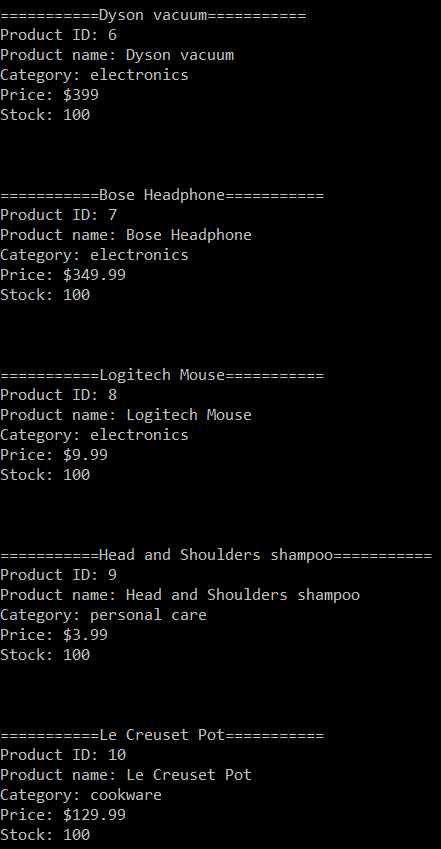 ===========Dyson vacuum===========
Product ID: 6
Product name: Dyson vacuum
Category: electronics
Price: $399
Stock: 100
===========Bose Headphone===========
Product ID: 7
Product name: Bose Headphone
Category: electronics
Price: $349.99
Stock: 100
===========Logitech Mouse===========
Product ID: 8
Product name: Logitech Mouse
Category: electronics
Price: $9.99
Stock: 100
===========Head and Shoulders shampoo===========
Product ID: 9
Product name: Head and Shoulders shampoo
Category: personal care
Price: $3.99
Stock: 100
===========Le Creuset Pot===========
Product ID: 10
Product name: Le Creuset Pot
Category: cookware
Price: $129.99
Stock: 100